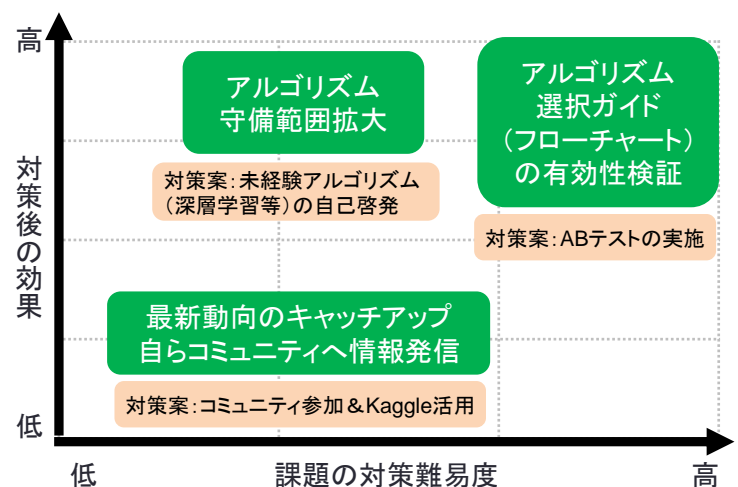 高
アルゴリズム
守備範囲拡大
対策案：未経験アルゴリズム
（深層学習等）の自己啓発
アルゴリズム
選択ガイド
（フローチャート）
の有効性検証
対策案：ABテストの実施
対策後の効果
最新動向のキャッチアップ
自らコミュニティへ情報発信
対策案：コミュニティ参加＆Kaggle活用
低
低
課題の対策難易度
高